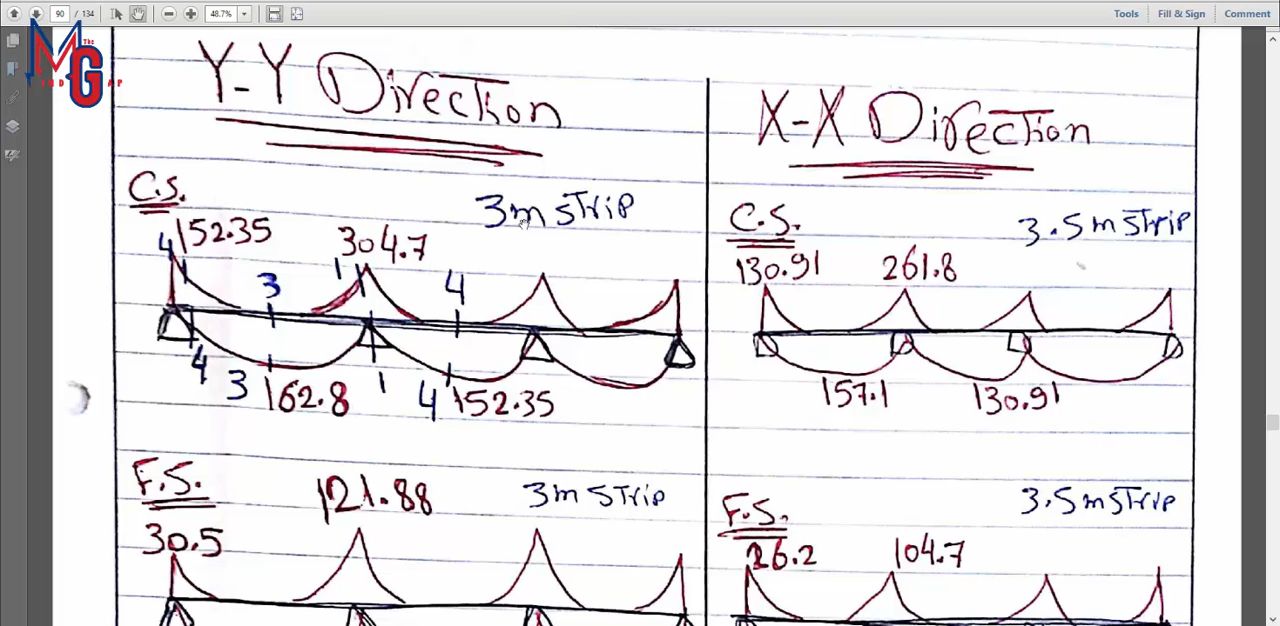 90 / 134
48.7%
Tools
Fill & Sign
Comment
The
MG
Y-Y Direction
C.S.
3m strip
152.35
304.7
4
1
3
4
4
3
162.8
1
4
152.35
F.S.
121.88
3m strip
30.5
X-X Direction
C.S.
3.5m strip
130.91
261.8
157.1
130.91
F.S.
3.5m strip
26.2
104.7